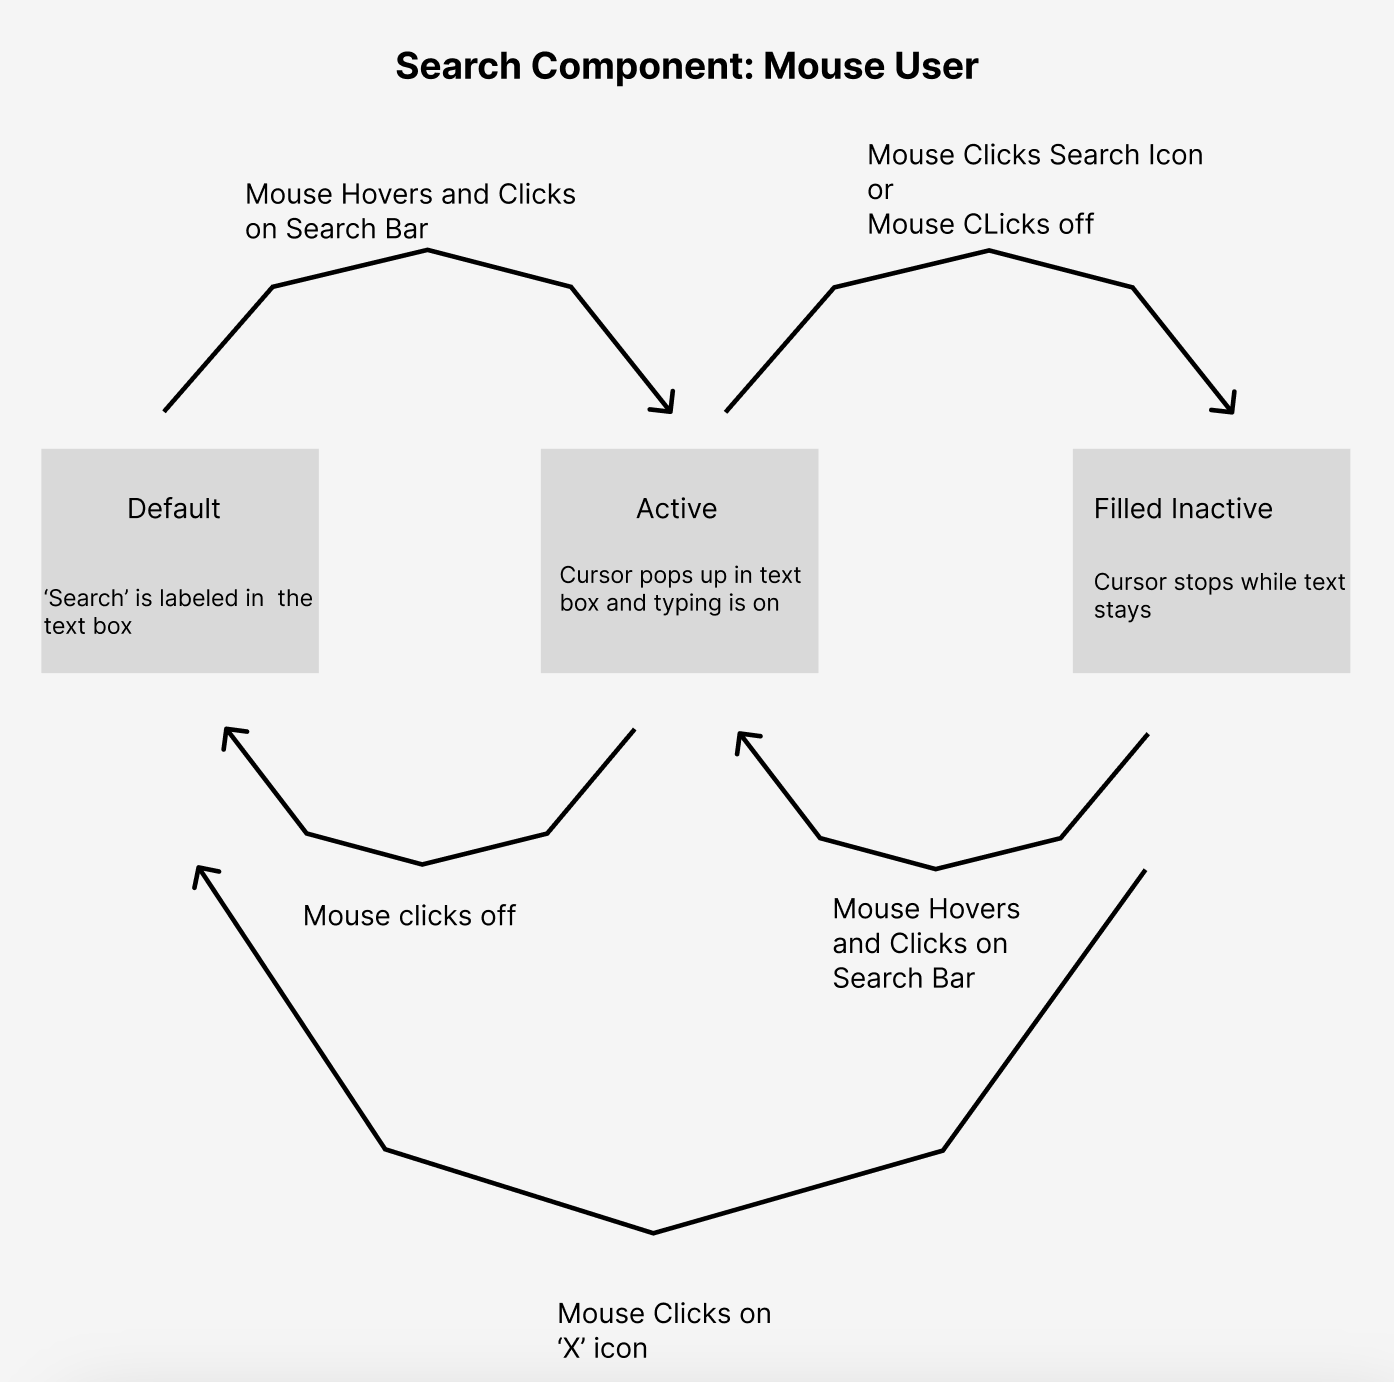 Search Component: Mouse User
Mouse Hovers and Clicks
on Search Bar
Mouse Clicks Search Icon
or
Mouse CLicks off
Default
‘Search’ is labeled in  the
text box
Active
Cursor pops up in text
box and typing is on
Filled Inactive
Cursor stops while text
stays
Mouse clicks off
Mouse Hovers
and Clicks on
Search Bar
Mouse Clicks on
‘X’ icon